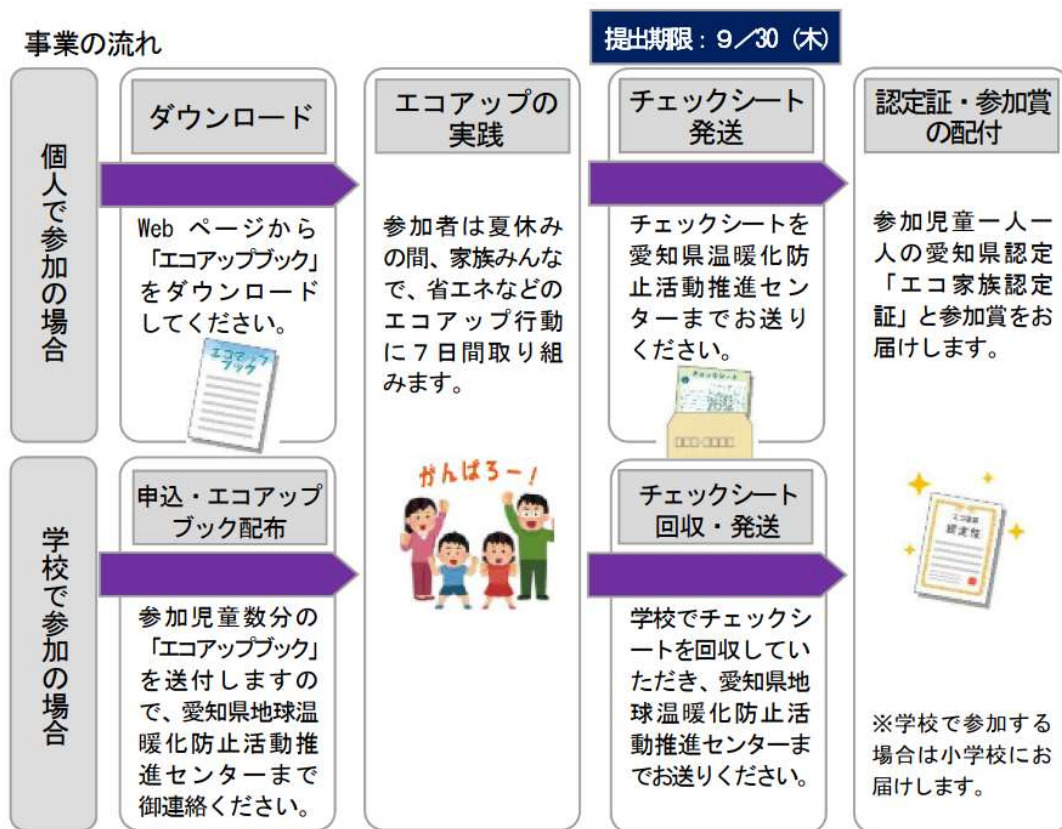 事業の流れ
提出期限：９／30（木）
個人で参加の場合
ダウンロード
Web ページから
「エコアップブック」
をダウンロード
してください。
エコアップ
ブック
エコアップの
実践
参加者は夏休み
の間、家族みんな
で、省エネなどの
エコアップ行動
に７日間取り組
みます。
がんばろー！
チェックシート
発送
チェックシートを
愛知県温暖化防
止活動推進セン
ターまでお送り
ください。
認定証・参加賞
の配付
参加児童一人一
人の愛知県認定
「エコ家族認定
証」と参加賞をお
届けします。
エコ家族
認定証
※学校で参加する
場合は小学校にお
届けします。
学校で参加の場合
申込・エコアップ
ブック配布
参加児童数分の
「エコアップブック」
を送付しますの
で、愛知県地球温
暖化防止活動推
進センターまで
御連絡ください。
チェックシート
回収・発送
学校でチェックシ
ートを回収してい
ただき、愛知県地
球温暖化防止活
動推進センターま
でお送りください。